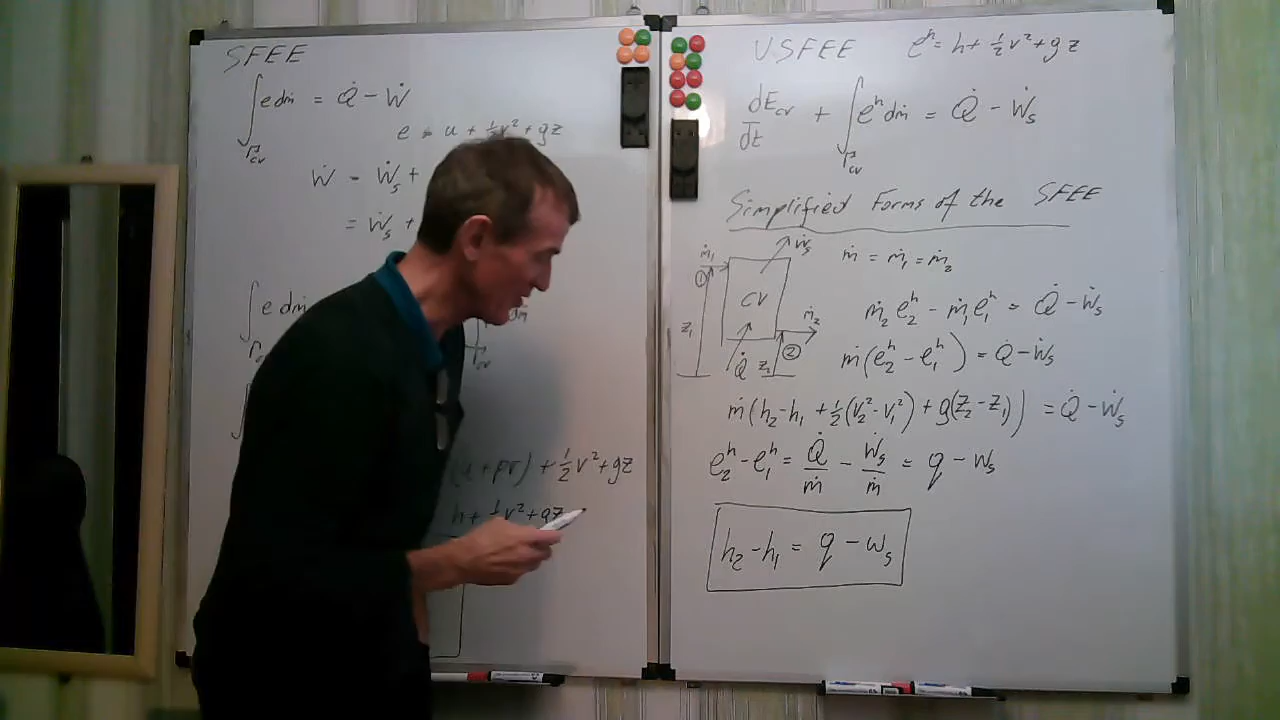 SFEE
∫ e dṁ = Q̇ − Ẇ
Γcv
e = u + ½v² + gz
Ẇ = Ẇs +
= Ẇs +
∫ e dṁ
dṁ
Γcv
(u + pv) + ½v² + gz
h + ½v² + gz
USFEE eʰ = h + ½v² + gz
dEcv/dt + ∫ eʰ dṁ = Q̇ − Ẇs
Γcv
Simplified Forms of the SFEE
ṁ₁ Ẇs
① CV
z₁ ṁ₂
② Q̇
ṁ = ṁ₁ = ṁ₂
ṁ₂ e₂ʰ − ṁ₁ e₁ʰ = Q̇ − Ẇs
ṁ(e₂ʰ − e₁ʰ) = Q̇ − Ẇs
ṁ(h₂ − h₁ + ½(v₂² − v₁²) + g(z₂ − z₁)) = Q̇ − Ẇs
e₂ʰ − e₁ʰ = Q̇/ṁ − Ẇs/ṁ = q − ws
h₂ − h₁ = q − ws